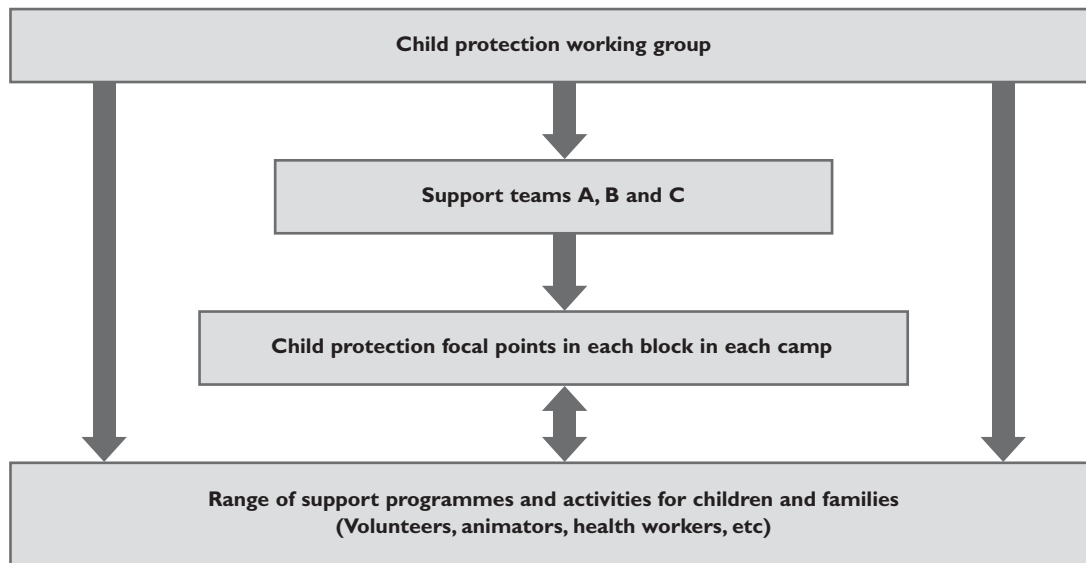 Child protection working group
Support teams A, B and C
Child protection focal points in each block in each camp
Range of support programmes and activities for children and families
(Volunteers, animators, health workers, etc)